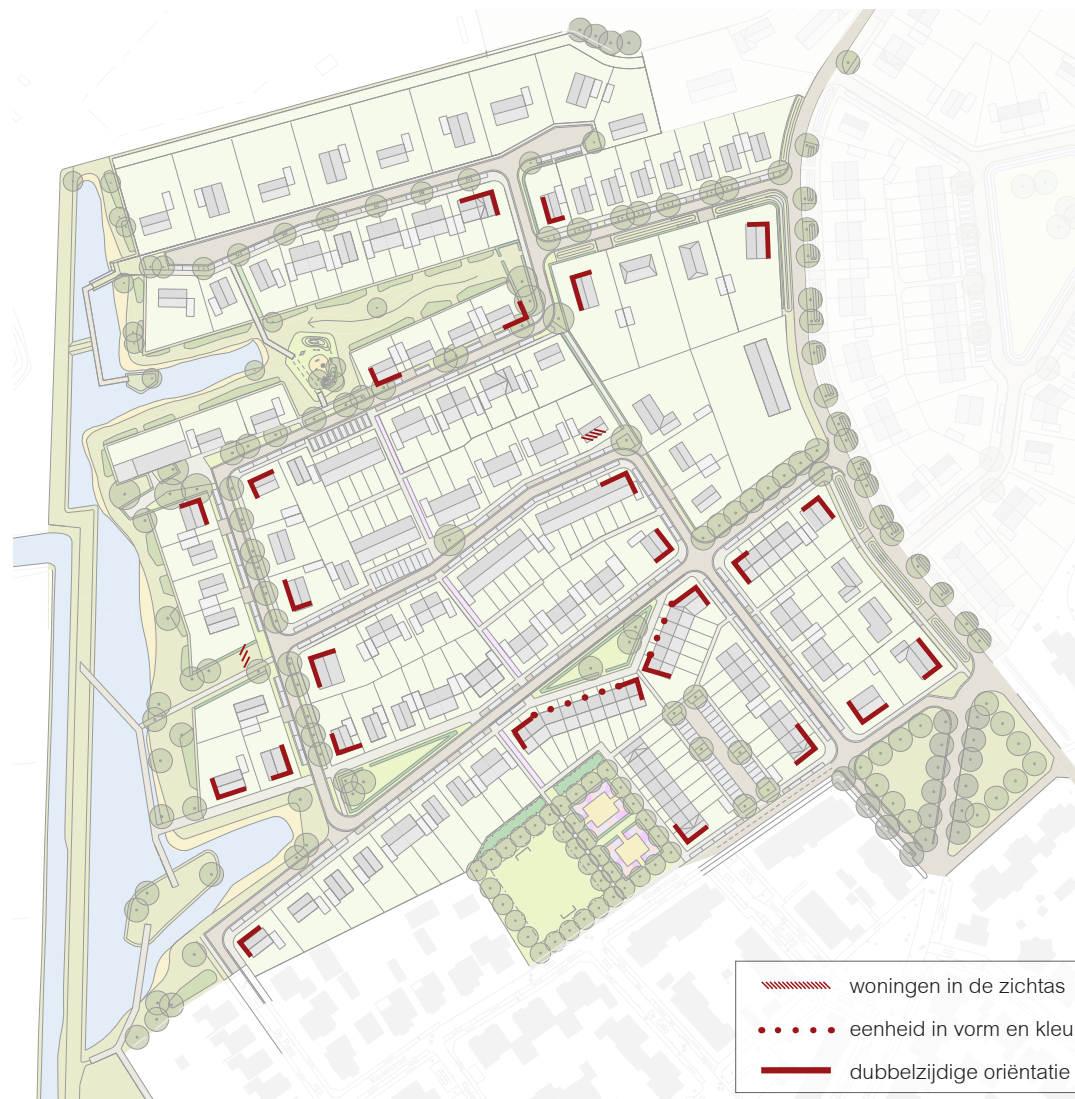 woningen in de zichtas
eenheid in vorm en kleu
dubbelzijdige oriëntatie